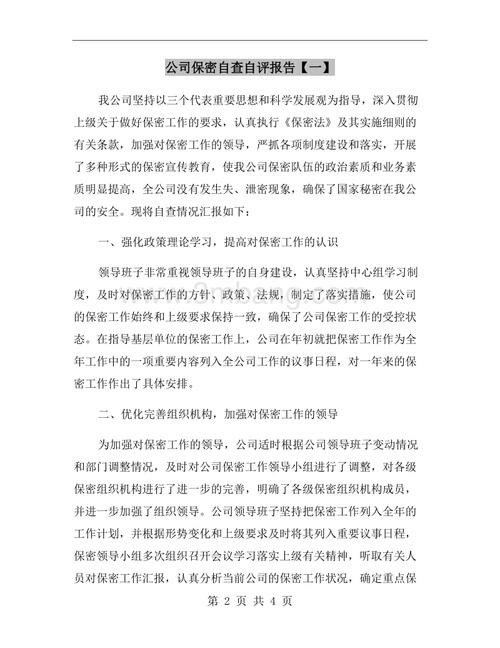 公司保密自查自评报告【一】
我公司坚持以三个代表重要思想和科学发展观为指导，深入贯彻
上级关于做好保密工作的要求，认真执行《保密法》及其实施细则的
有关条款，加强对保密工作的领导，严抓各项制度建设和落实，开展
了多种形式的保密宣传教育，使我公司保密队伍的政治素质和业务素
质明显提高，全公司没有发生失、泄密现象，确保了国家秘密在我公
司的安全。现将自查情况汇报如下：
一、强化政策理论学习，提高对保密工作的认识
领导班子非常重视领导班子的自身建设，认真坚持中心组学习制
度，及时对保密工作的方针、政策、法规，制定了落实措施，使公司
的保密工作始终和上级要求保持一致，确保了公司保密工作的受控状
态。在指导基层单位的保密工作上，公司在年初就把保密工作作为全
年工作中的一项重要内容列入全公司工作的议事日程，对一年来的保
密工作作出了具体安排。
二、优化完善组织机构，加强对保密工作的领导
为加强对保密工作的领导，公司适时根据公司领导班子变动情况
和部门调整情况，及时对公司保密工作领导小组进行了调整，对各级
保密组织机构进行了进一步的完善，明确了各级保密组织机构成员，
并进一步加强了组织领导。公司领导班子坚持把保密工作列入全年的
工作计划，并根据形势变化和上级要求及时将其列入重要议事日程，
保密领导小组多次组织召开会议学习落实上级有关精神，听取有关人
员对保密工作汇报，认真分析当前公司的保密工作状况，确定重点保
第 2 页 共 4 页